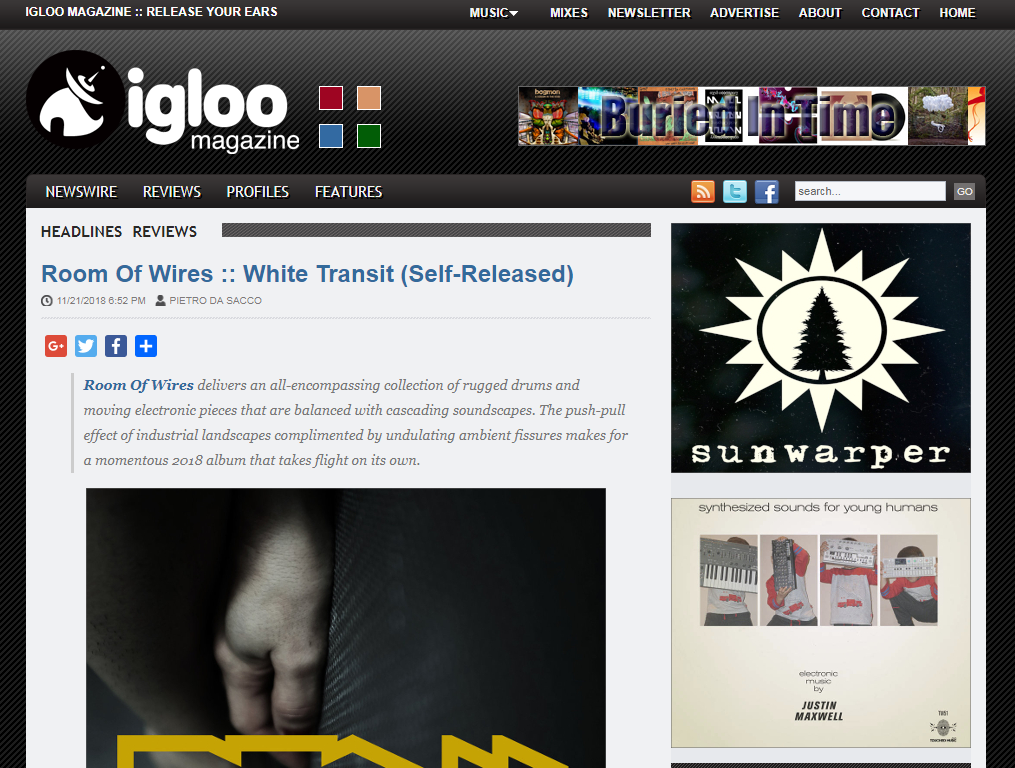 IGLOO MAGAZINE :: RELEASE YOUR EARS
MUSIC MIXES NEWSLETTER ADVERTISE ABOUT CONTACT HOME
igloo
magazine
hegman
Buried In Time
NEWSWIRE REVIEWS PROFILES FEATURES
search...
GO
HEADLINES REVIEWS
Room Of Wires :: White Transit (Self-Released)
11/21/2018 6:52 PM PIETRO DA SACCO
G+
Room Of Wires delivers an all-encompassing collection of rugged drums and
moving electronic pieces that are balanced with cascading soundscapes. The push-pull
effect of industrial landscapes complimented by undulating ambient fissures makes for
a momentous 2018 album that takes flight on its own.
sunwarper
synthesized sounds for young humans
electronic
music
by
JUSTIN
MAXWELL